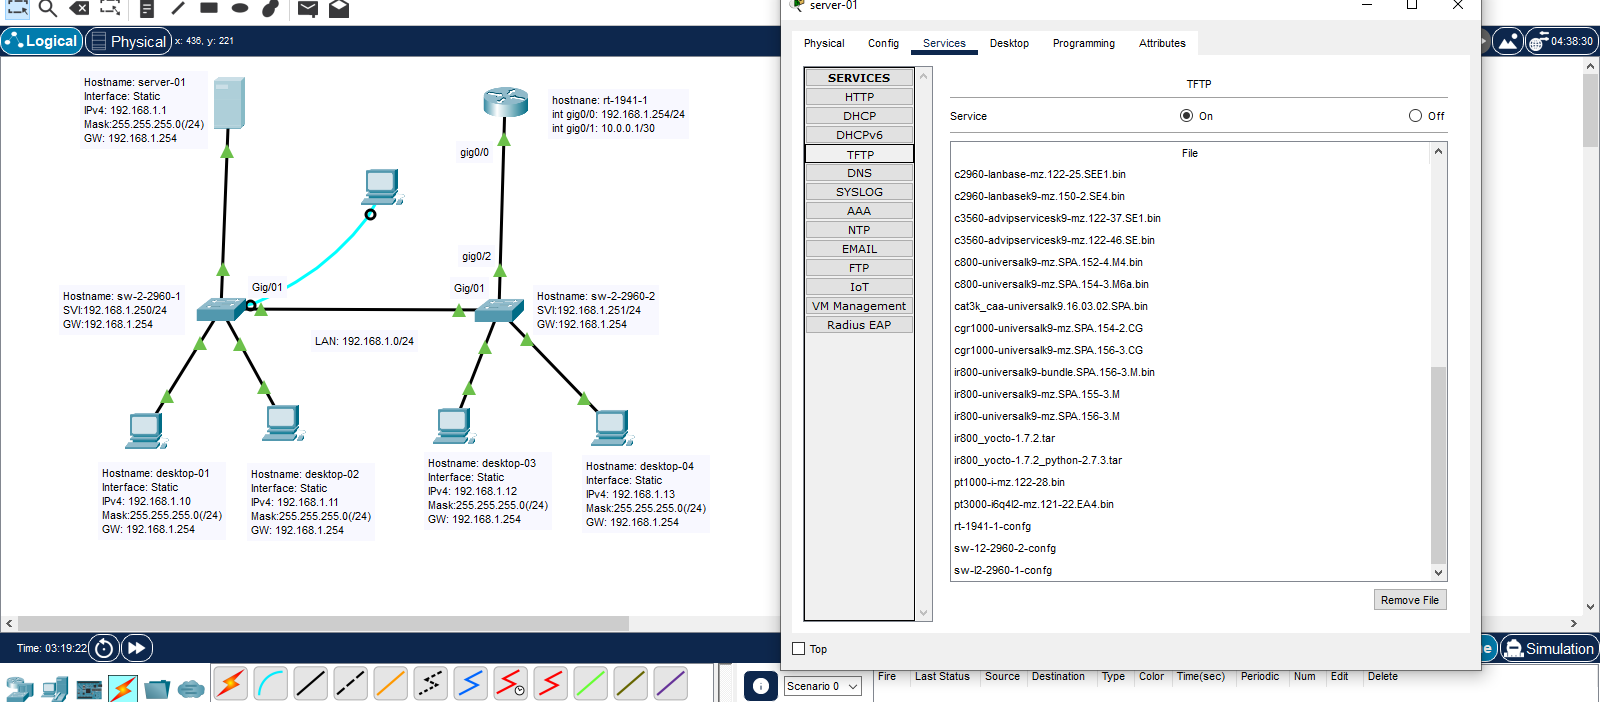 server-01
Logical
Physical
x: 436, y: 221
04:38:30
Physical
Config
Services
Desktop
Programming
Attributes
Hostname: server-01
Interface: Static
IPv4: 192.168.1.1
Mask:255.255.255.0(/24)
GW: 192.168.1.254
hostnane: rt-1941-1
int gig0/0: 192.168.1.254/24
int gig0/1: 10.0.0.1/30
gig0/0
gig0/2
Gig/01
Gig/01
Hostname: sw-2-2960-1
SVI:192.168.1.250/24
GW:192.168.1.254
Hostname: sw-2-2960-2
SVI:192.168.1.251/24
GW:192.168.1.254
LAN: 192.168.1.0/24
Hostname: desktop-01
Interface: Static
IPv4: 192.168.1.10
Mask:255.255.255.0(/24)
GW: 192.168.1.254
Hostname: desktop-02
Interface: Static
IPv4: 192.168.1.11
Mask:255.255.255.0(/24)
GW: 192.168.1.254
Hostname: desktop-03
Interface: Static
IPv4: 192.168.1.12
Mask:255.255.255.0(/24)
GW: 192.168.1.254
Hostname: desktop-04
Interface: Static
IPv4: 192.168.1.13
Mask:255.255.255.0(/24)
GW: 192.168.1.254
SERVICES
HTTP
DHCP
DHCPv6
TFTP
DNS
SYSLOG
AAA
NTP
EMAIL
FTP
IoT
VM Management
Radius EAP
TFTP
Service
On
Off
File
c2960-lanbase-mz.122-25.SEE1.bin
c2960-lanbasek9-mz.150-2.SE4.bin
c3560-advipservicesk9-mz.122-37.SE1.bin
c3560-advipservicesk9-mz.122-46.SE.bin
c800-universalk9-mz.SPA.152-4.M4.bin
c800-universalk9-mz.SPA.154-3.M6a.bin
cat3k_caa-universalk9.16.03.02.SPA.bin
cgr1000-universalk9-mz.SPA.154-2.CG
cgr1000-universalk9-mz.SPA.156-3.CG
ir800-universalk9-bundle.SPA.156-3.M.bin
ir800-universalk9-mz.SPA.155-3.M
ir800-universalk9-mz.SPA.156-3.M
ir800_yocto-1.7.2.tar
ir800_yocto-1.7.2_python-2.7.3.tar
pt1000-i-mz.122-28.bin
pt3000-i6q4l2-mz.121-22.EA4.bin
rt-1941-1-confg
sw-12-2960-2-confg
sw-l2-2960-1-confg
Remove File
Top
Time: 03:19:22
Simulation
Scenario 0
Fire
Last Status
Source
Destination
Type
Color
Time(sec)
Periodic
Num
Edit
Delete